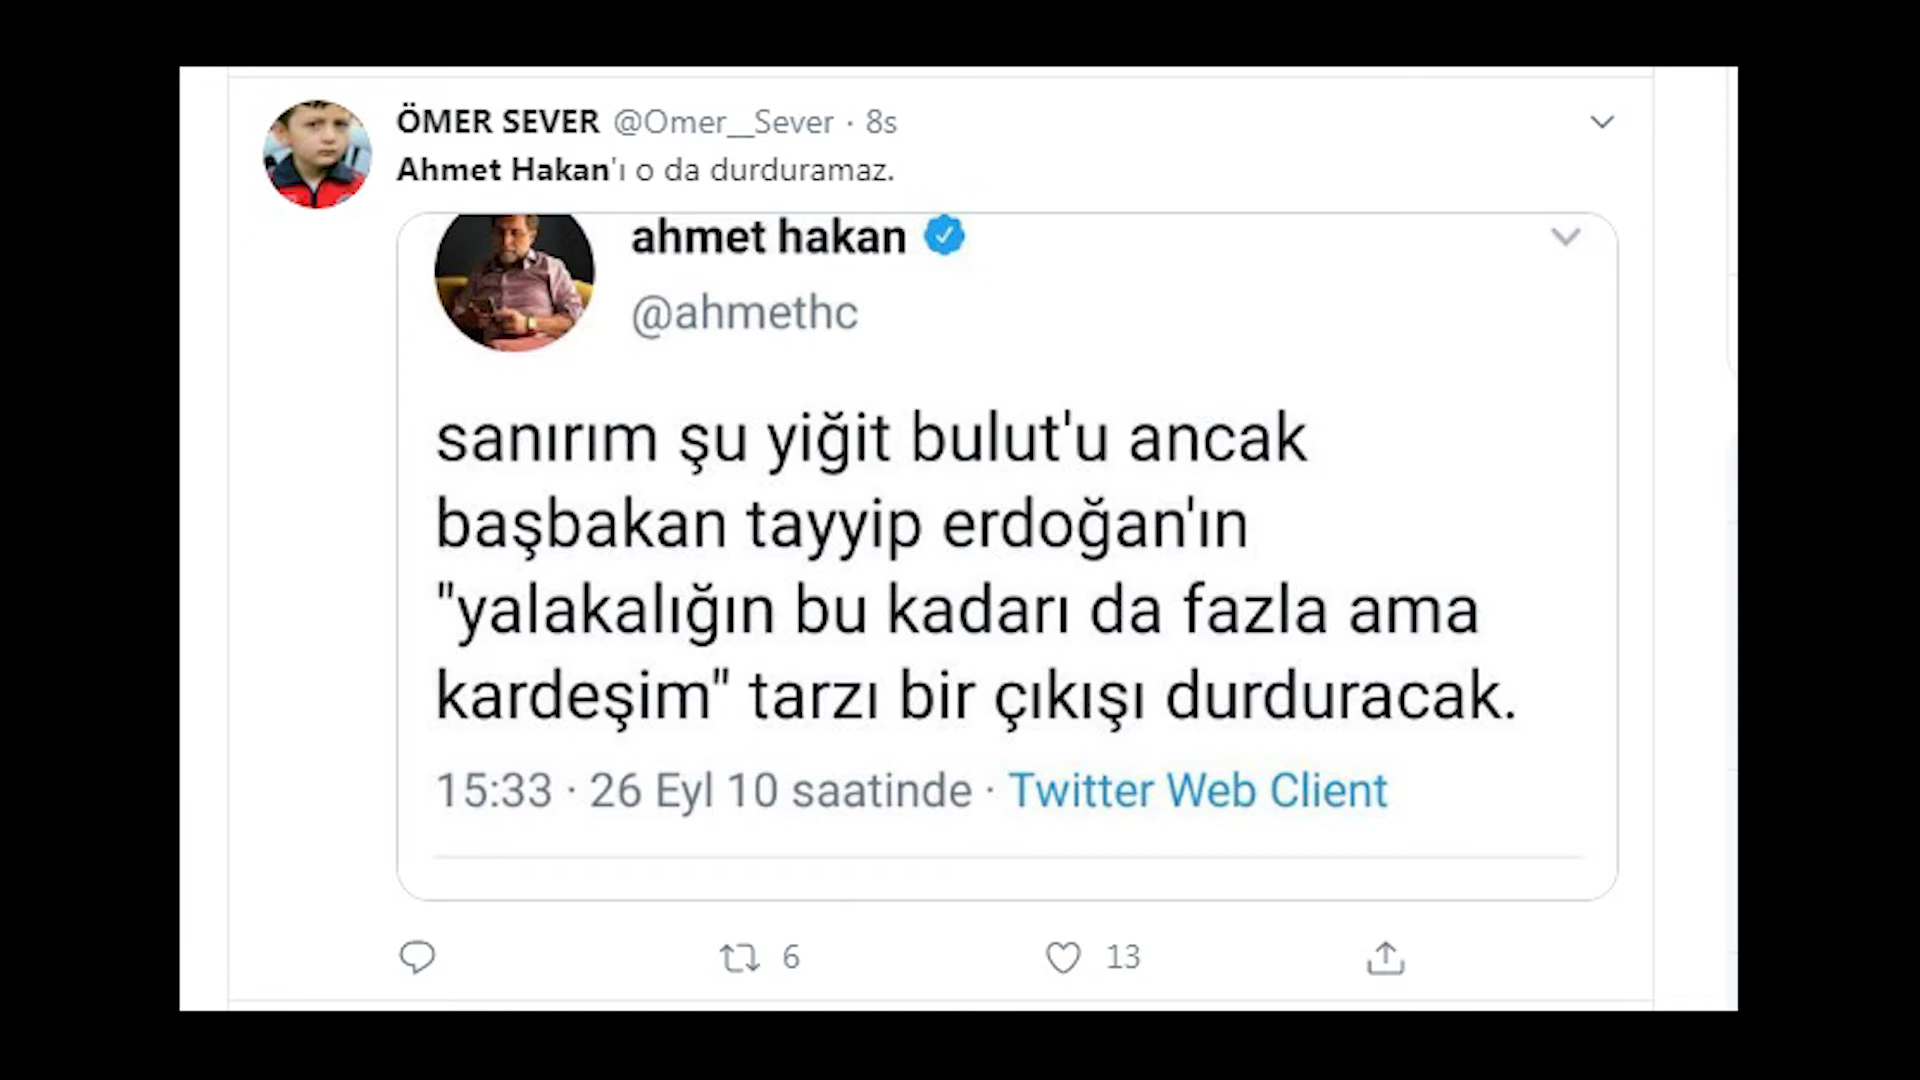 ÖMER SEVER @Omer__Sever · 8s
Ahmet Hakan'ı o da durduramaz.
ahmet hakan
@ahmethc
sanırım şu yiğit bulut'u ancak
başbakan tayyip erdoğan'ın
"yalakalığın bu kadarı da fazla ama
kardeşim" tarzı bir çıkışı durduracak.
15:33 · 26 Eyl 10 saatinde · Twitter Web Client
6 13